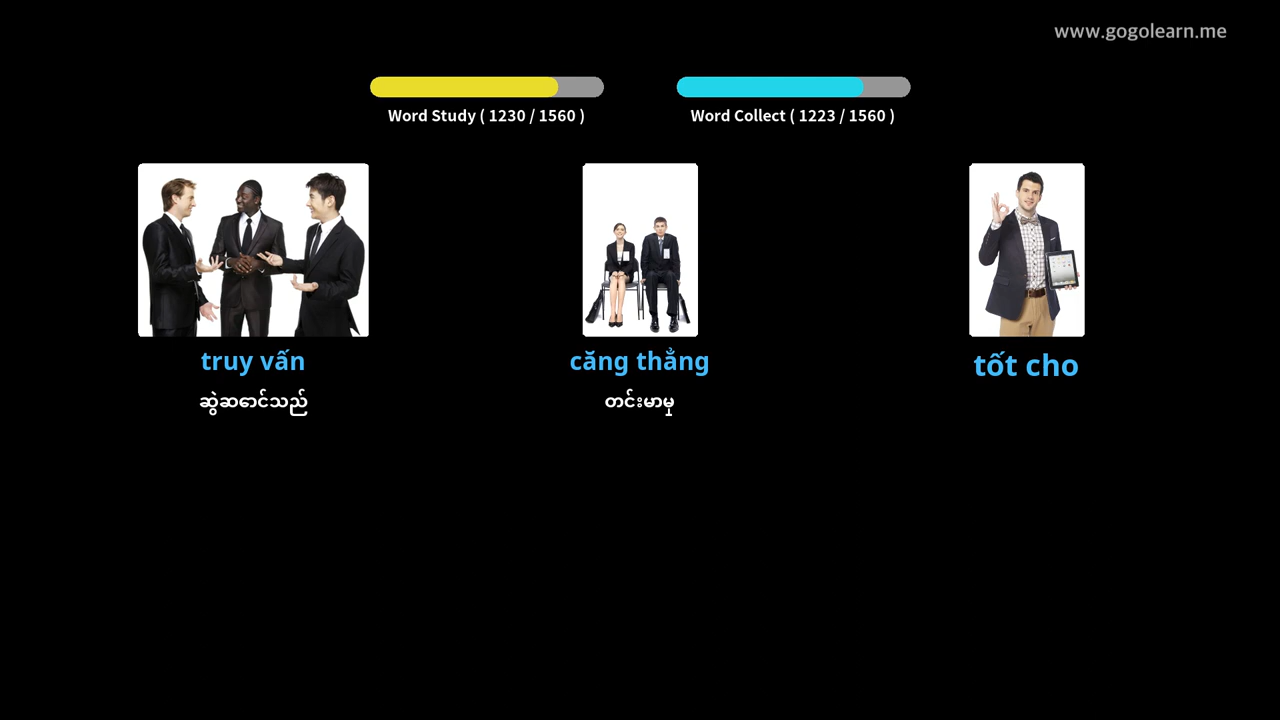 www.gogolearn.me
Word Study ( 1230 / 1560 )
Word Collect ( 1223 / 1560 )
truy vấn
căng thẳng
tốt cho
ဆွဲဆောင်သည်
တင်းမာမှု